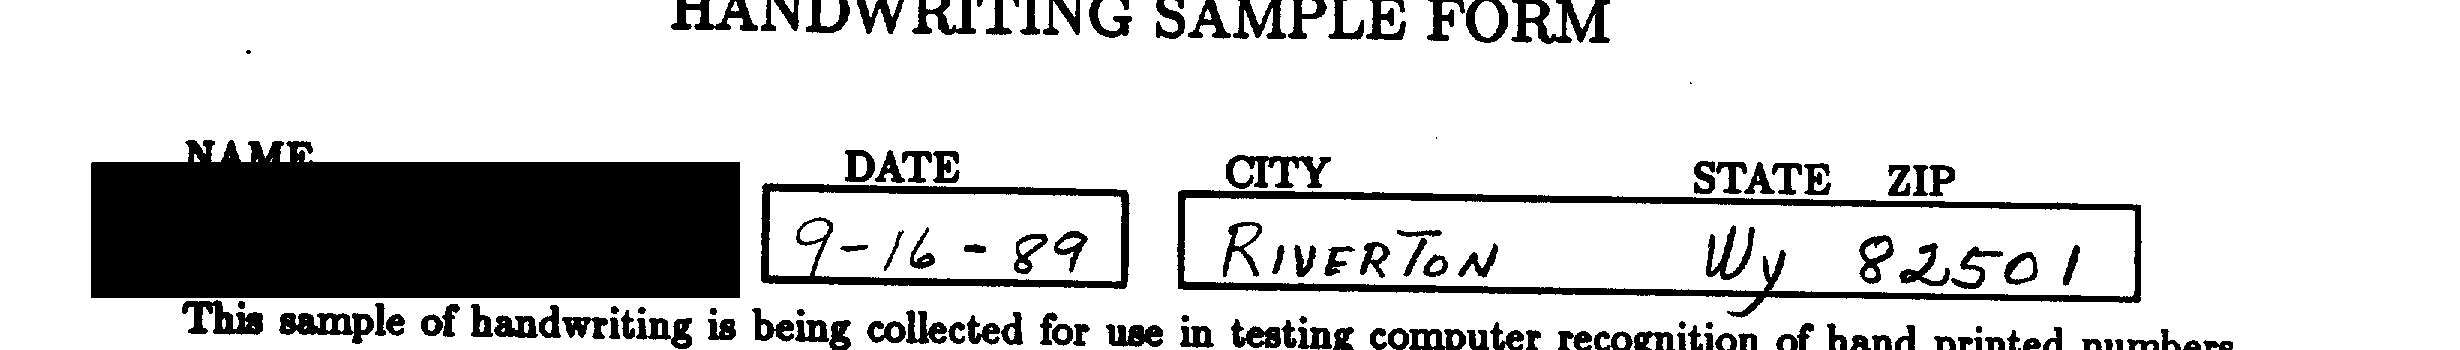 HANDWRITING SAMPLE FORM
NAME DATE CITY STATE ZIP
9-16-89 RIVERTON Wy 82501
This sample of handwriting is being collected for use in testing computer recognition of hand printed numbers